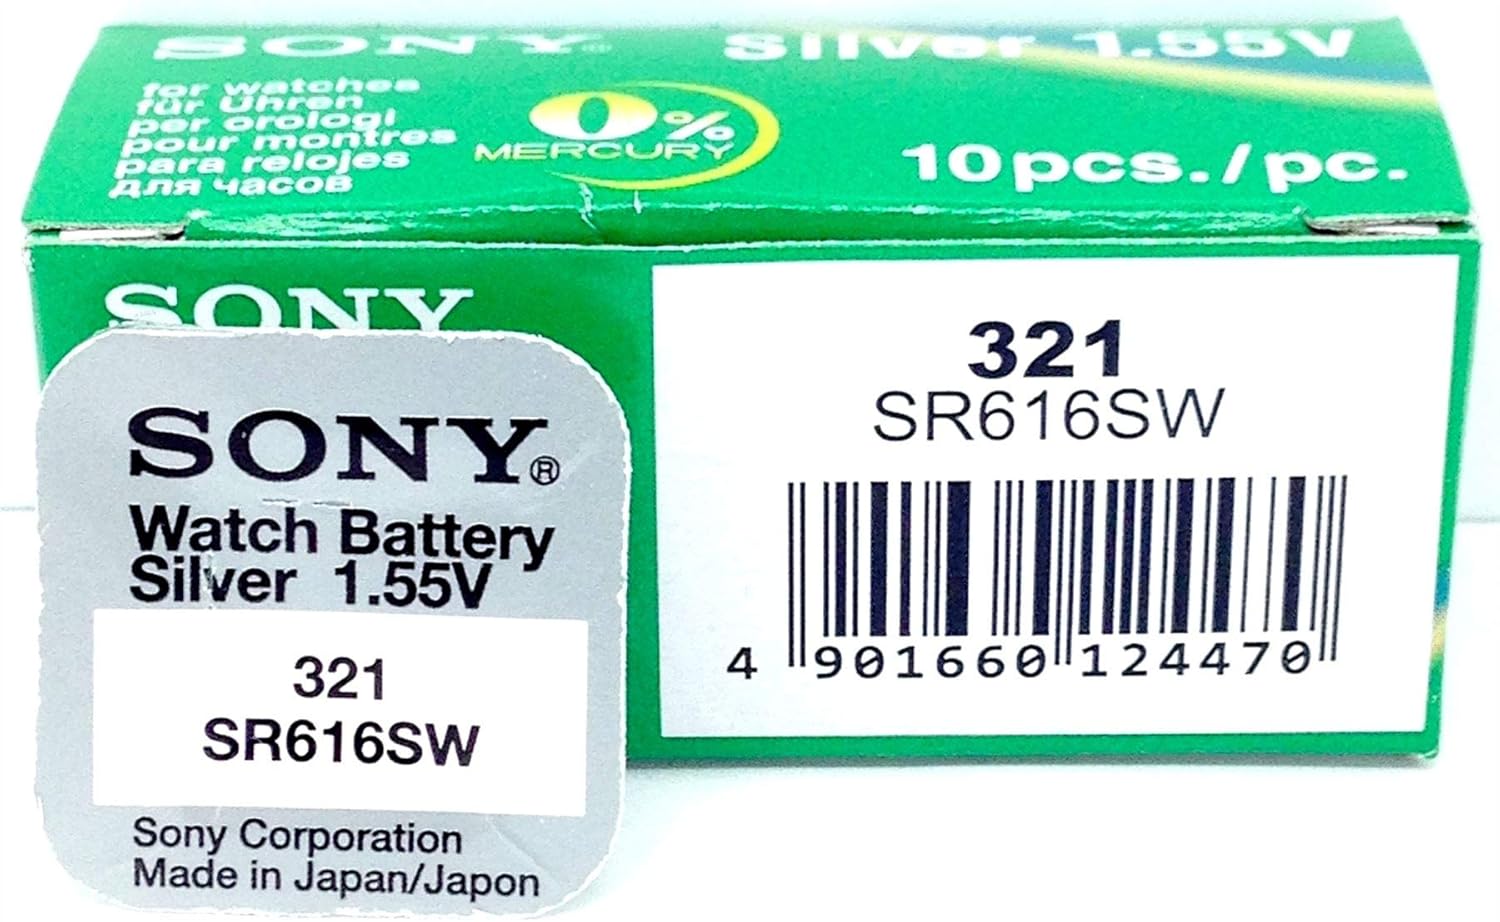 SONY® Silver 1.55V
for watches
für Uhren
per orologi
pour montres
para relojes
для часов
0%
MERCURY
10pcs./pc.
SONY
321
SR616SW
4 901660 124470
SONY®
Watch Battery
Silver 1.55V
321
SR616SW
Sony Corporation
Made in Japan/Japon